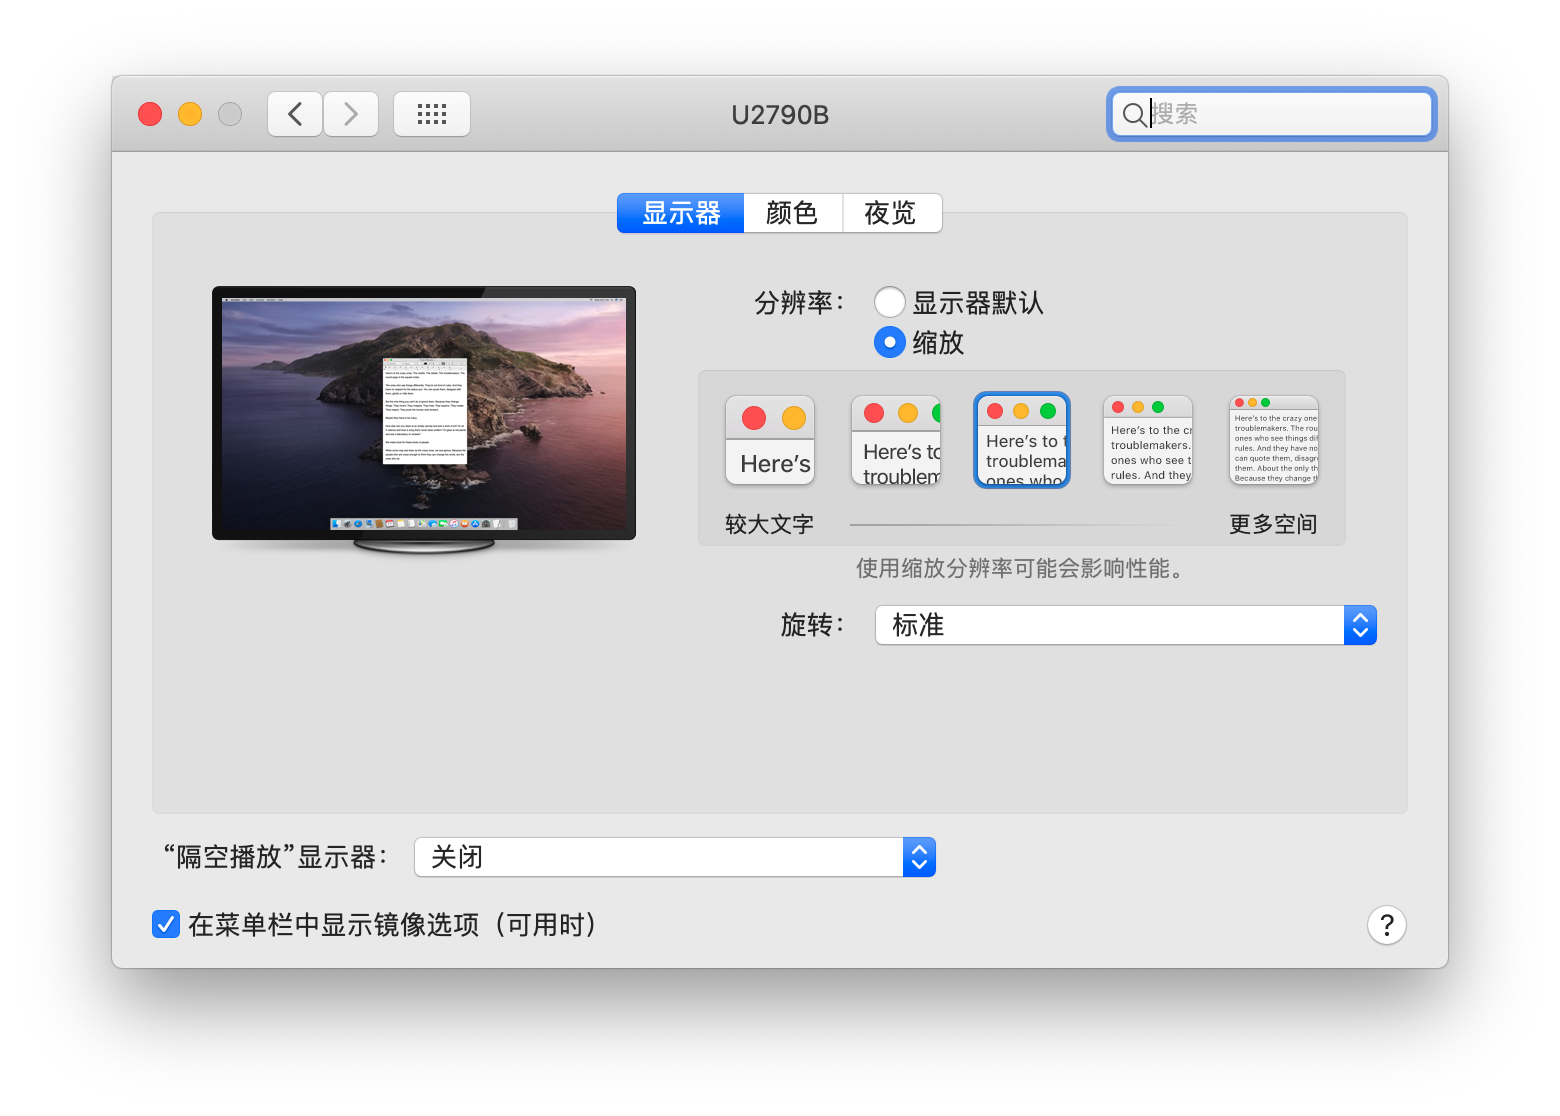 U2790B
搜索
显示器
颜色
夜览
分辨率：
显示器默认
缩放
Here's
Here's to
troublem
Here's to t
troublema
ones who
Here's to the cr
troublemakers.
ones who see t
rules. And they
Here's to the crazy one
troublemakers. The rou
ones who see things dif
rules. And they have no
can quote them, disagr
them. About the only th
Because they change t
较大文字
更多空间
使用缩放分辨率可能会影响性能。
旋转：
标准
“隔空播放”显示器：
关闭
在菜单栏中显示镜像选项（可用时）
?